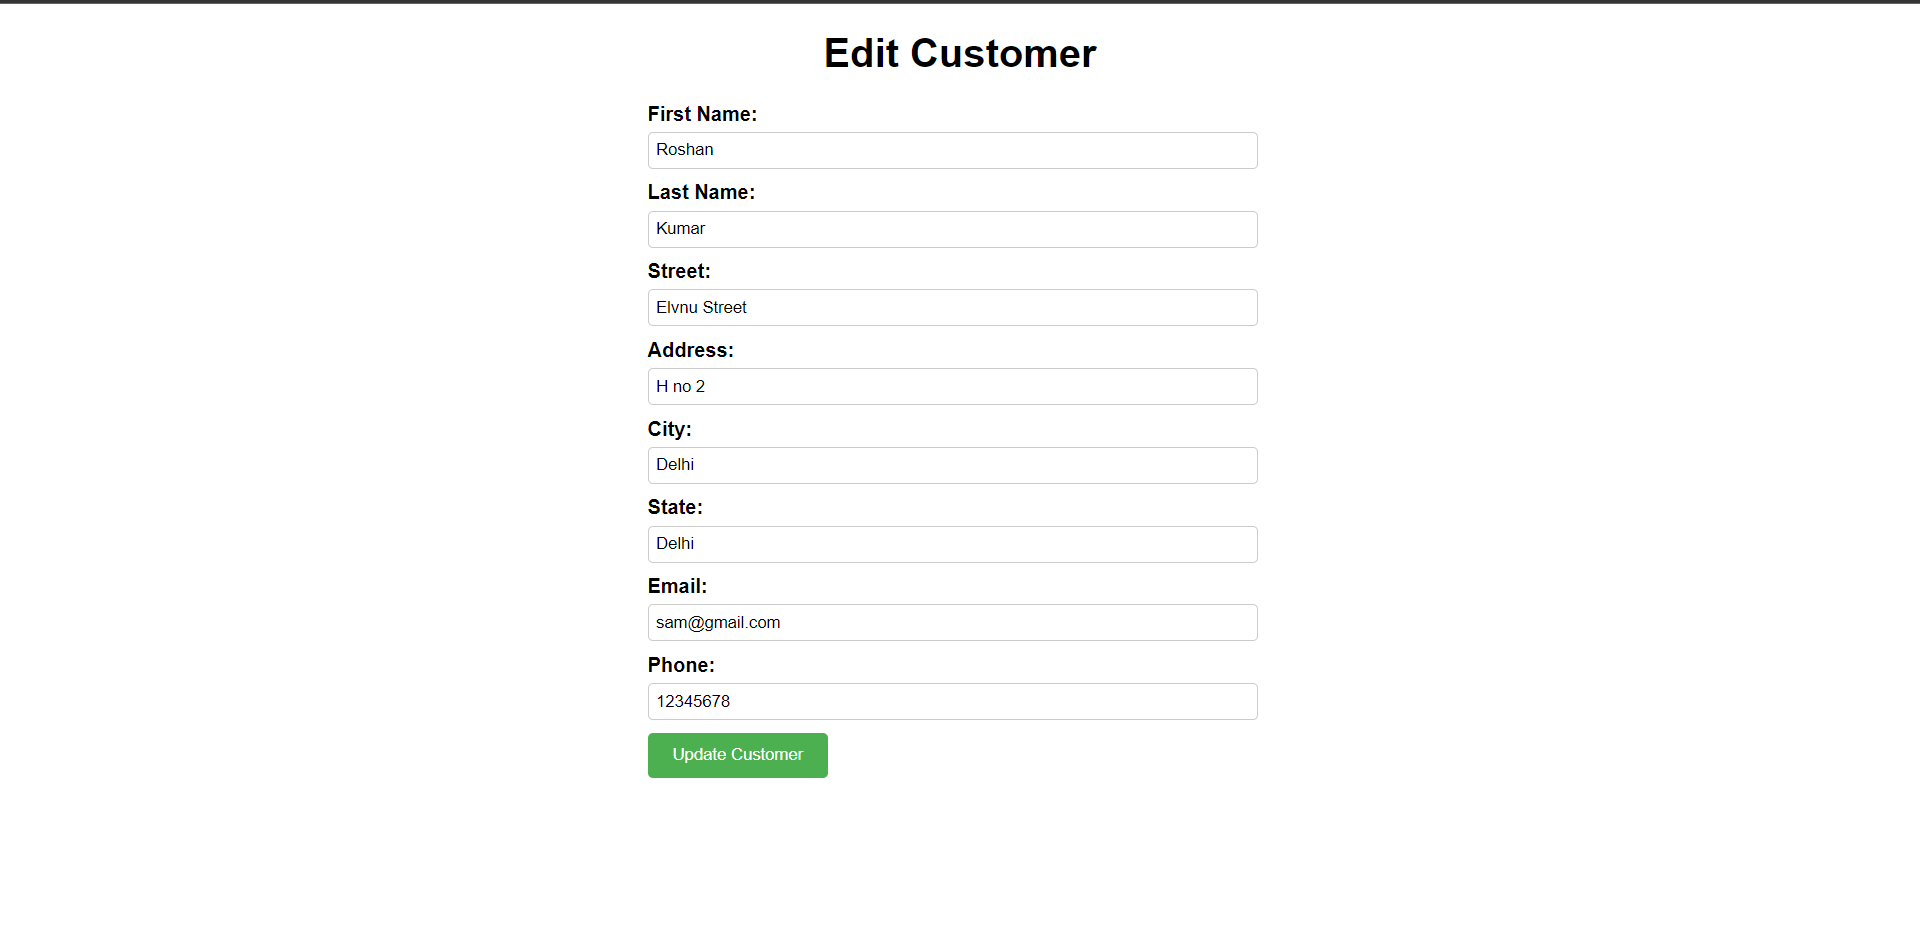 Edit Customer
First Name:
Roshan
Last Name:
Kumar
Street:
Elvnu Street
Address:
H no 2
City:
Delhi
State:
Delhi
Email:
sam@gmail.com
Phone:
12345678
Update Customer